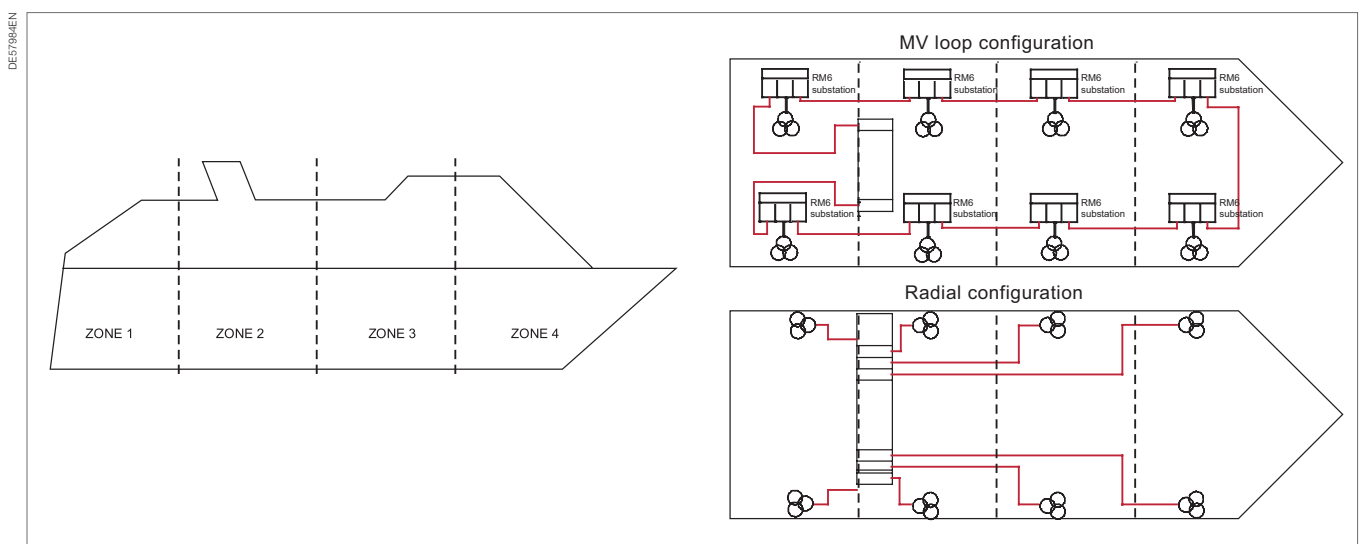 DE57984EN
MV loop configuration
RM6
substation
RM6
substation
RM6
substation
RM6
substation
RM6
substation
RM6
substation
RM6
substation
RM6
substation
Radial configuration
ZONE 1
ZONE 2
ZONE 3
ZONE 4